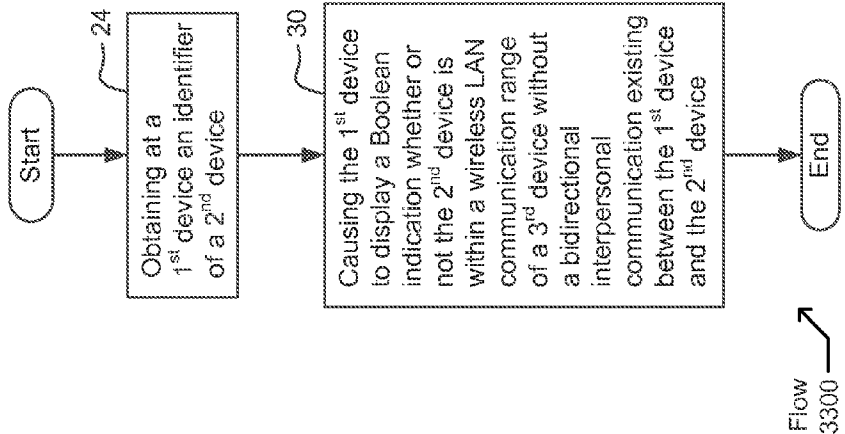 Start
24
Obtaining at a
1st device an identifier
of a 2nd device
30
Causing the 1st device
to display a Boolean
indication whether or
not the 2nd device is
within a wireless LAN
communication range
of a 3rd device without
a bidirectional
interpersonal
communication existing
between the 1st device
and the 2nd device
End
Flow
3300